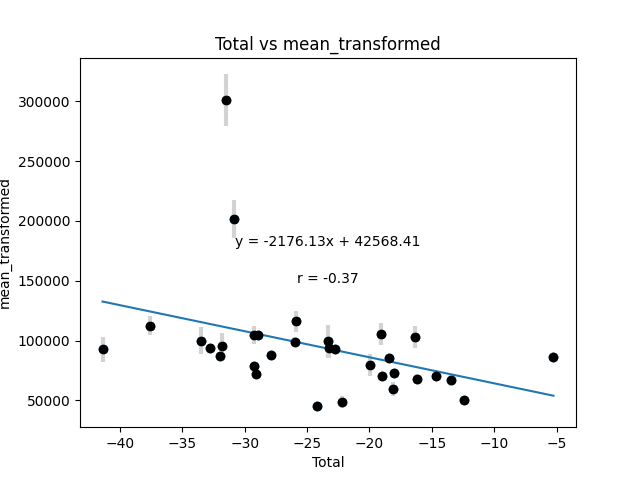 Total vs mean_transformed
300000
250000
200000
150000
100000
50000
mean_transformed
y = -2176.13x + 42568.41
r = -0.37
−40 −35 −30 −25 −20 −15 −10 −5
Total